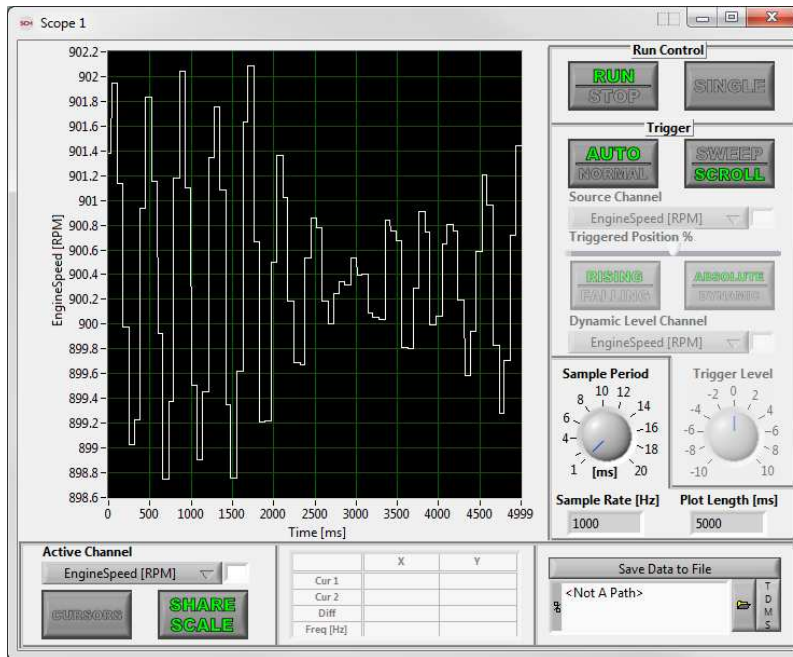 SCM Scope 1
902.2
902
901.8
901.6
901.4
901.2
901
900.8
900.6
900.4
900.2
900
899.8
899.6
899.4
899.2
899
898.8
898.6
EngineSpeed [RPM]
0 500 1000 1500 2000 2500 3000 3500 4000 4500 4999
Time [ms]
Run Control
RUN
STOP
SINGLE
Trigger
AUTO
NORMAL
SWEEP
SCROLL
Source Channel
EngineSpeed [RPM]
Triggered Position %
RISING
FALLING
ABSOLUTE
DYNAMIC
Dynamic Level Channel
EngineSpeed [RPM]
Sample Period
1 4 6 8 10 12 14 16 18 20
[ms]
Trigger Level
-10 -8 -6 -4 -2 0 2 4 6 8 10
Sample Rate [Hz]
1000
Plot Length [ms]
5000
Active Channel
EngineSpeed [RPM]
CURSORS
SHARE
SCALE
X Y
Cur 1
Cur 2
Diff
Freq [Hz]
Save Data to File
<Not A Path>
T
D
M
S